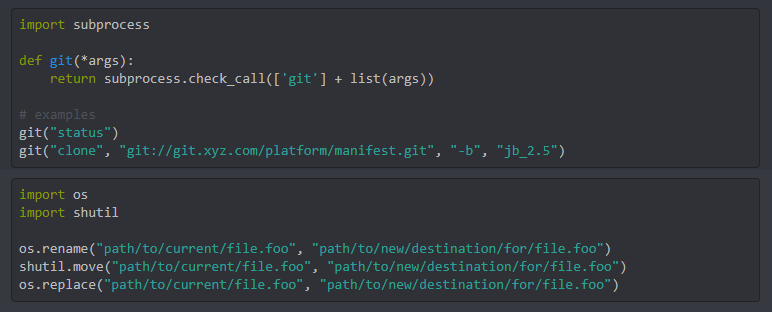 import subprocess

def git(*args):
    return subprocess.check_call(['git'] + list(args))

# examples
git("status")
git("clone", "git://git.xyz.com/platform/manifest.git", "-b", "jb_2.5")

import os
import shutil

os.rename("path/to/current/file.foo", "path/to/new/destination/for/file.foo")
shutil.move("path/to/current/file.foo", "path/to/new/destination/for/file.foo")
os.replace("path/to/current/file.foo", "path/to/new/destination/for/file.foo")